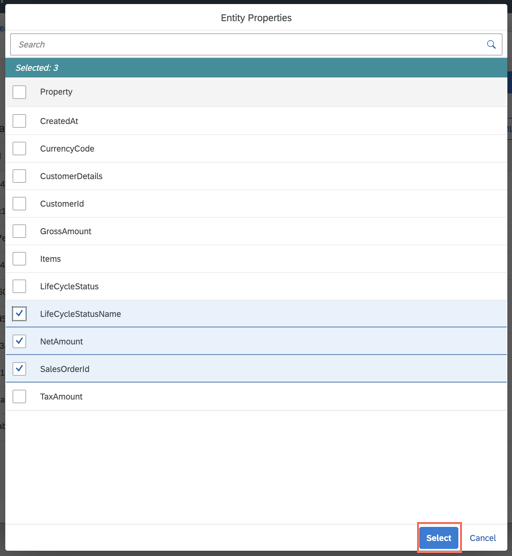 Entity Properties
Search
Selected: 3
Property
CreatedAt
CurrencyCode
CustomerDetails
CustomerId
GrossAmount
Items
LifeCycleStatus
LifeCycleStatusName
NetAmount
SalesOrderId
TaxAmount
Select Cancel